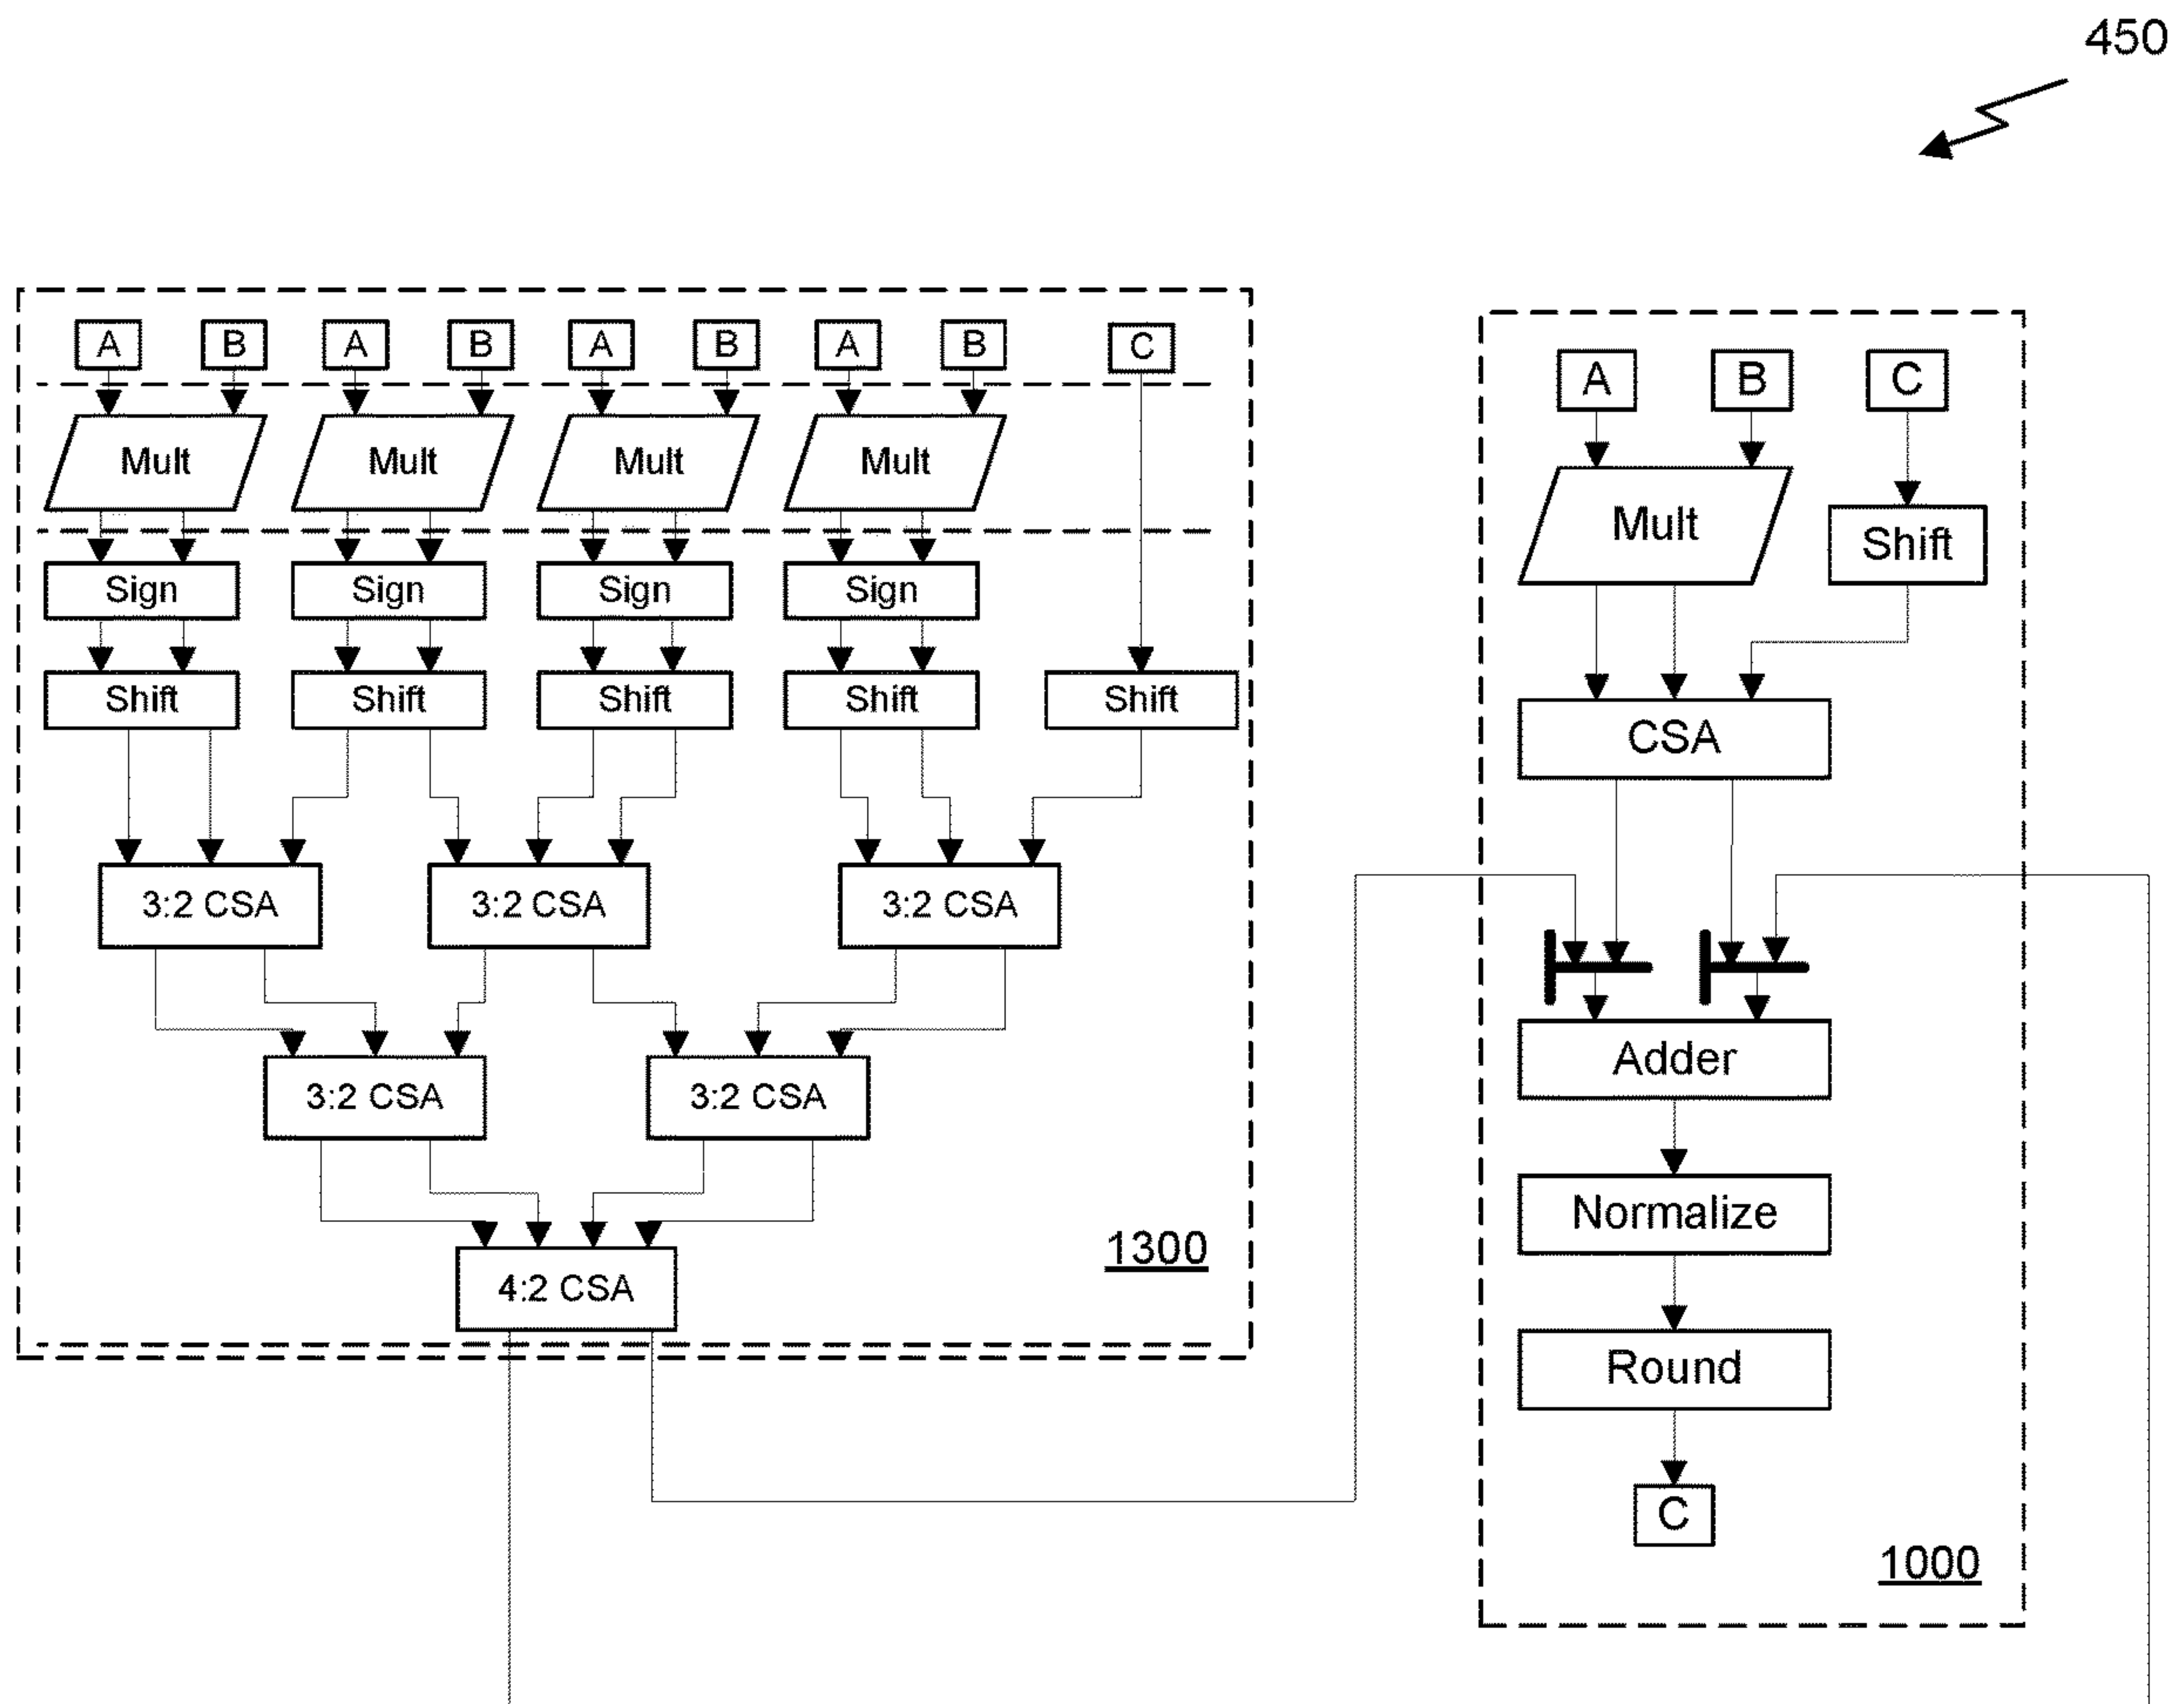 450
A B A B A B A B C
Mult Mult Mult Mult
Sign Sign Sign Sign
Shift Shift Shift Shift Shift
3:2 CSA 3:2 CSA 3:2 CSA
3:2 CSA 3:2 CSA
4:2 CSA
1300
A B C
Mult Shift
CSA
Adder
Normalize
Round
C
1000